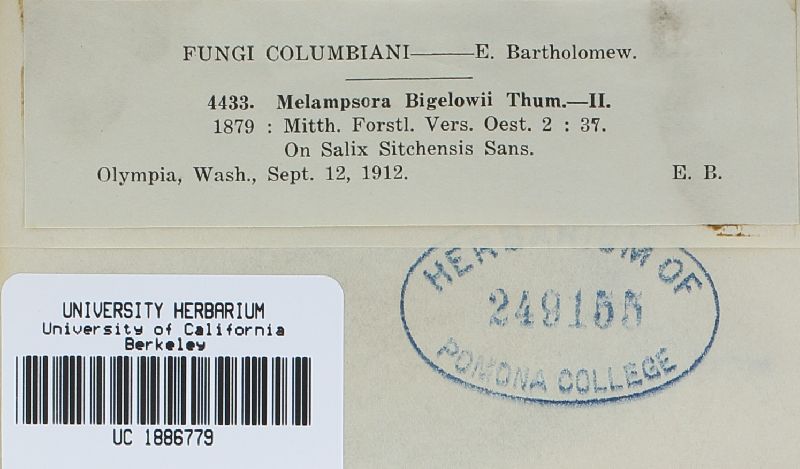 FUNGI COLUMBIANI——E. Bartholomew.
4433. Melampsora Bigelowii Thum.—II.
1879 : Mitth. Forstl. Vers. Oest. 2 : 37.
On Salix Sitchensis Sans.
Olympia, Wash., Sept. 12, 1912. E. B.
OF
249155
POMONA COLLEGE
UNIVERSITY HERBARIUM
University of California
Berkeley
UC 1886779